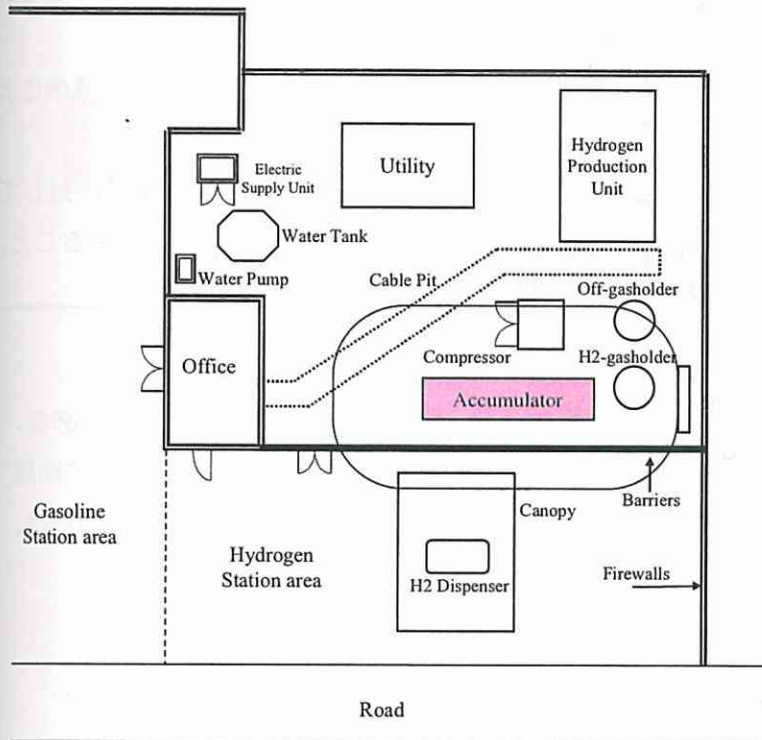 Electric
Supply Unit
Utility
Hydrogen
Production
Unit
Water Tank
Water Pump
Cable Pit
Off-gasholder
Office
Compressor
H2-gasholder
Accumulator
Gasoline
Station area
Hydrogen
Station area
Canopy
Barriers
H2 Dispenser
Firewalls
Road